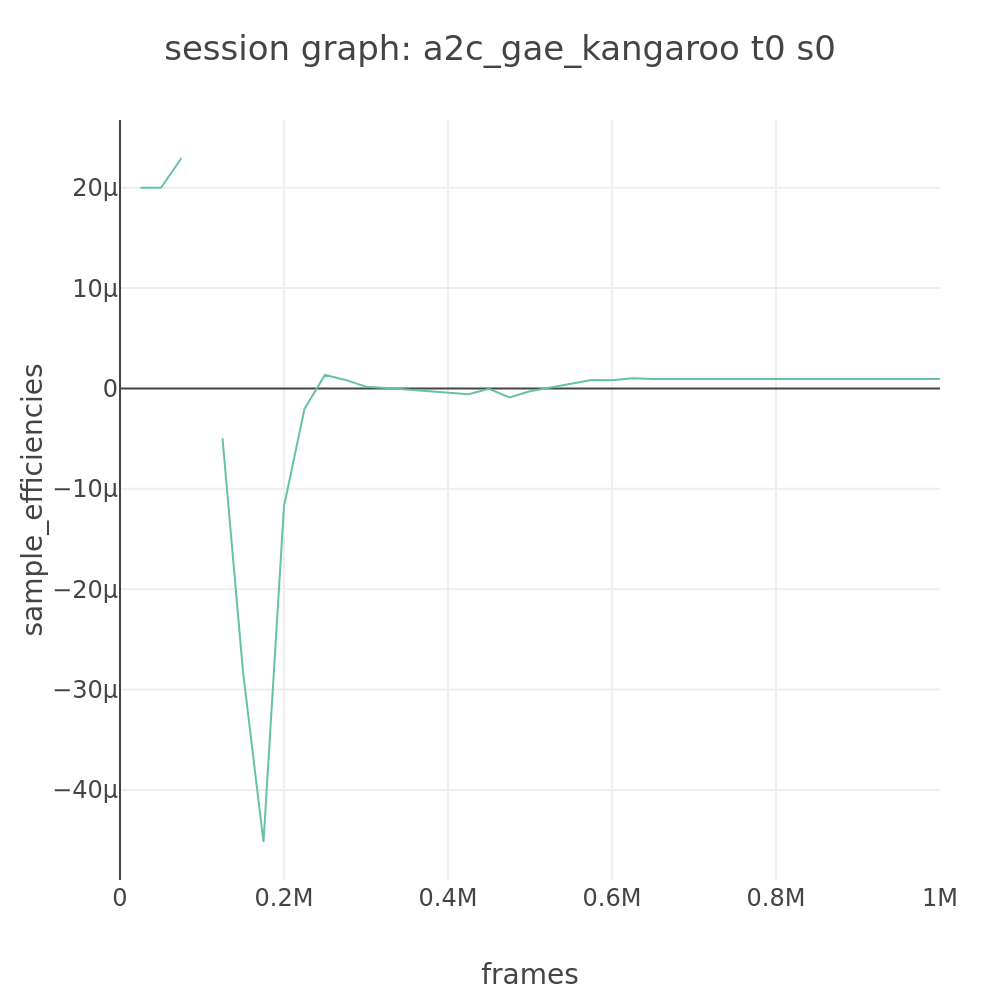 session graph: a2c_gae_kangaroo t0 s0
sample_efficiencies
20μ
10μ
0
−10μ
−20μ
−30μ
−40μ
0
0.2M
0.4M
0.6M
0.8M
1M
frames